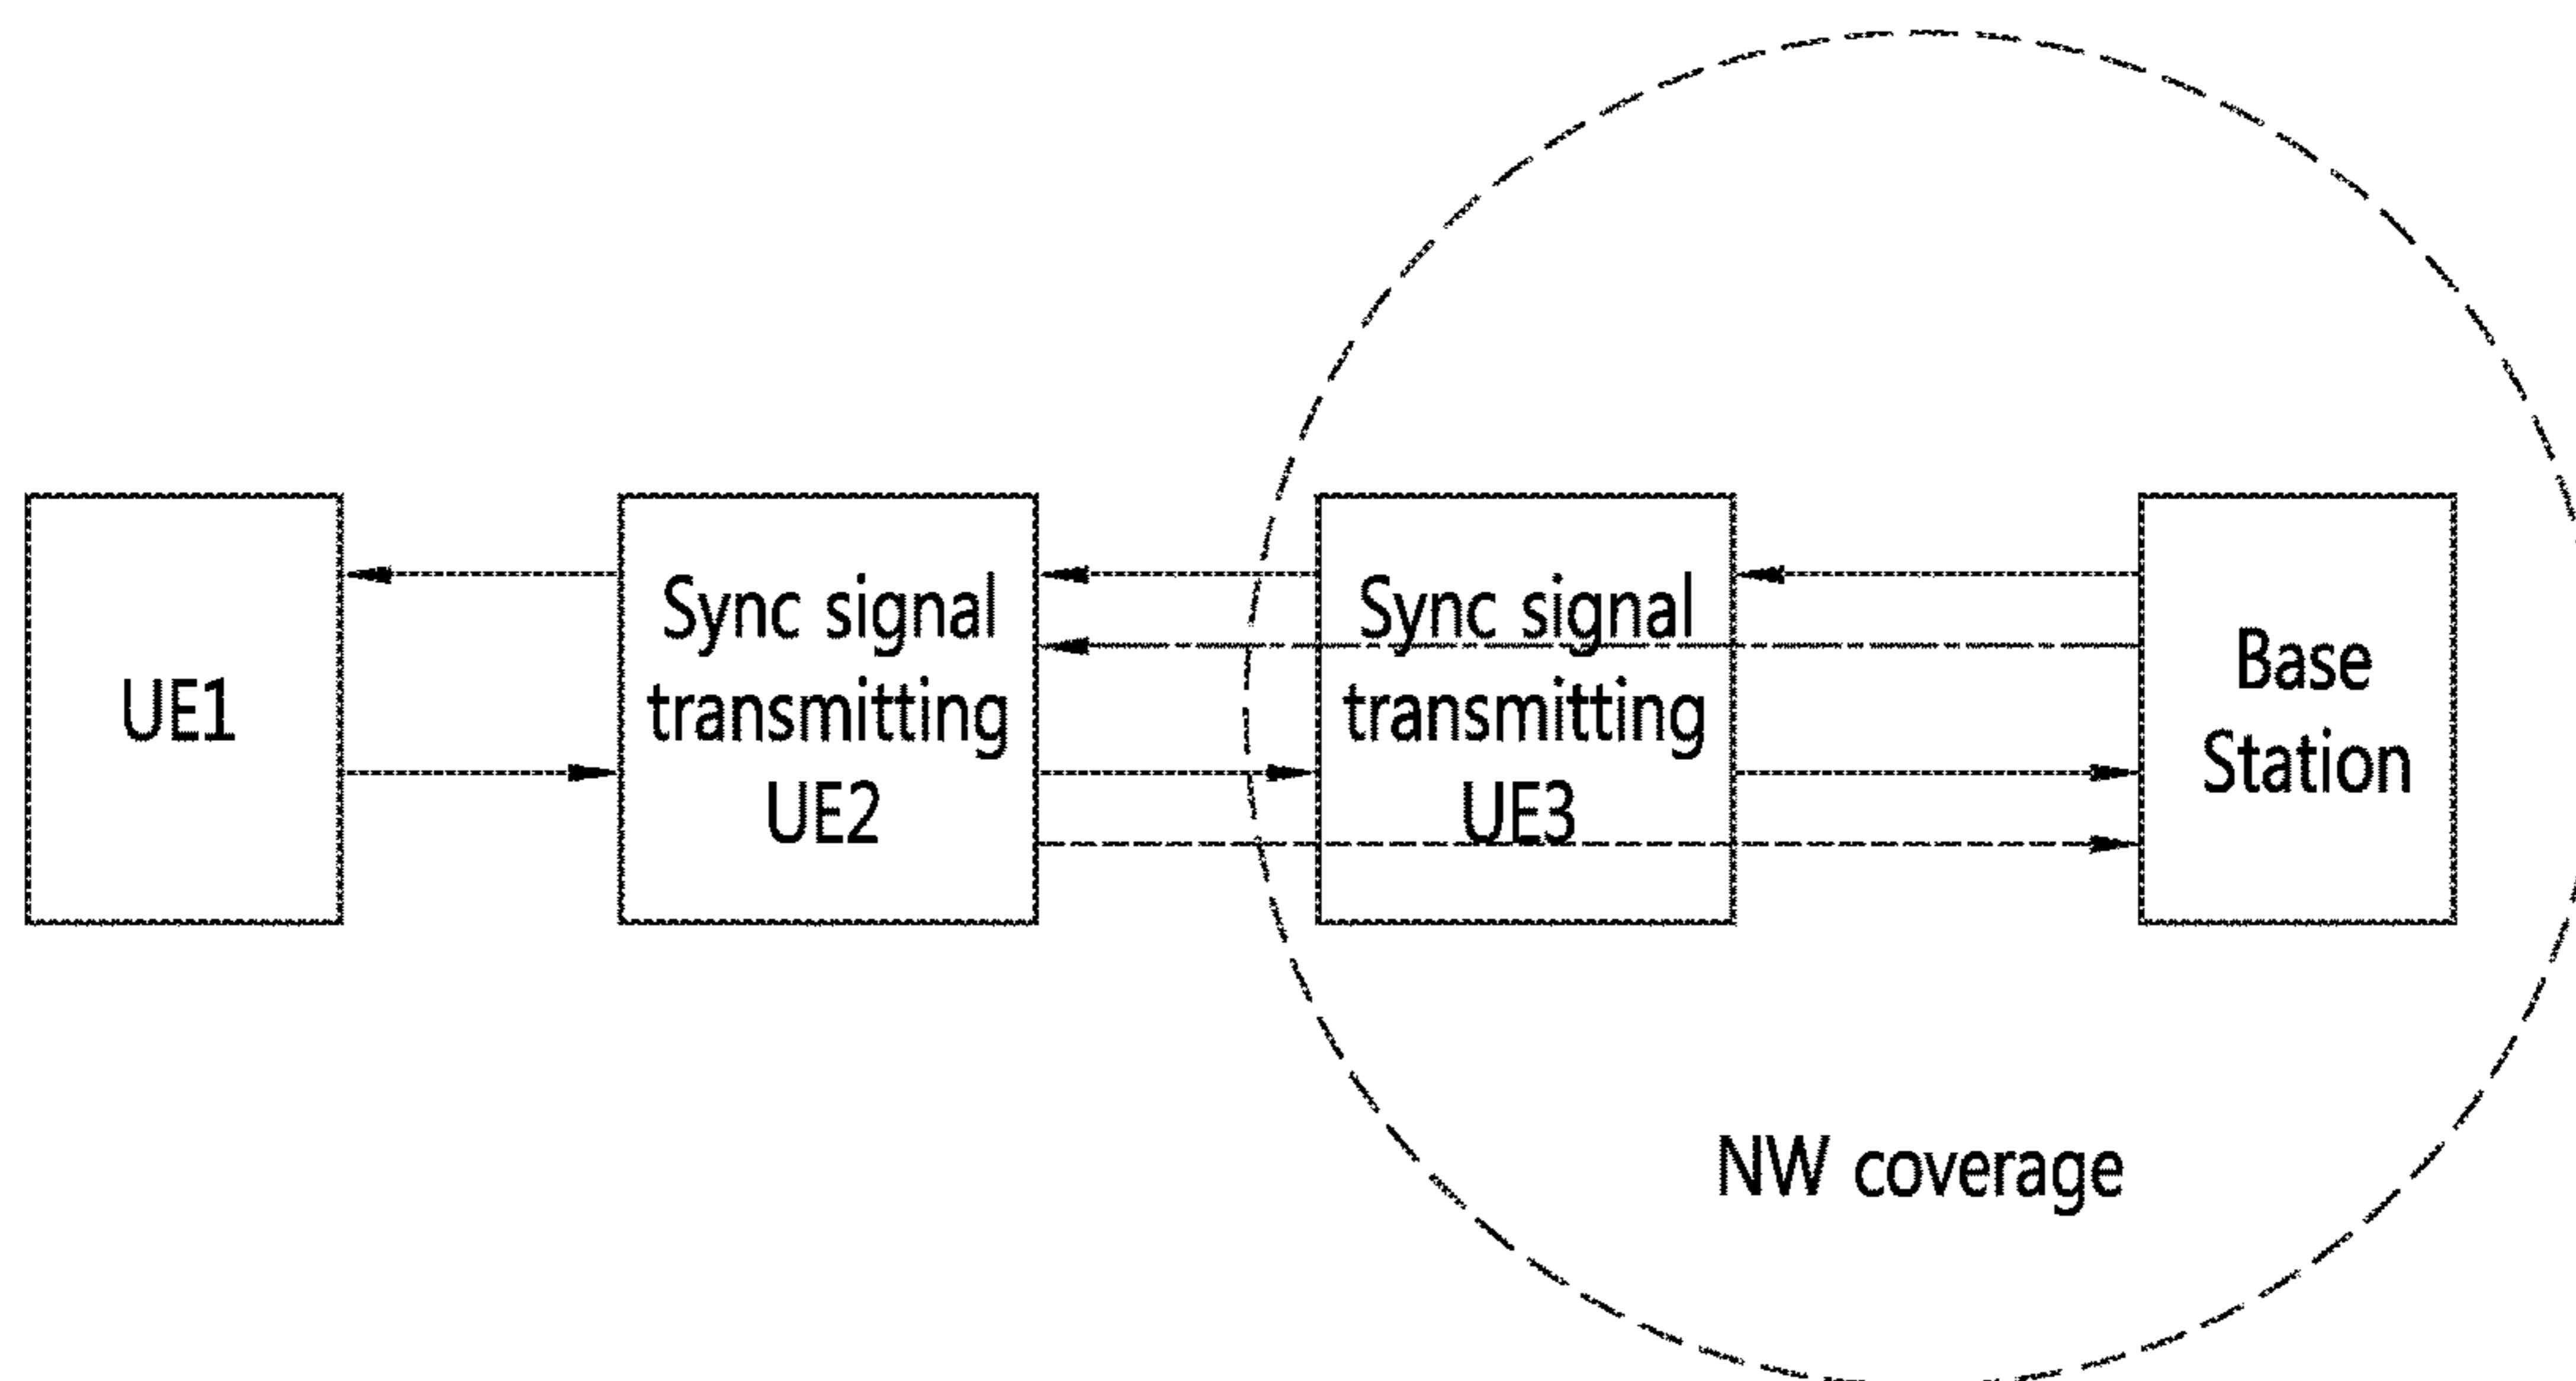 UE1
Sync signal
transmitting
UE2
Sync signal
transmitting
UE3
Base
Station
NW coverage